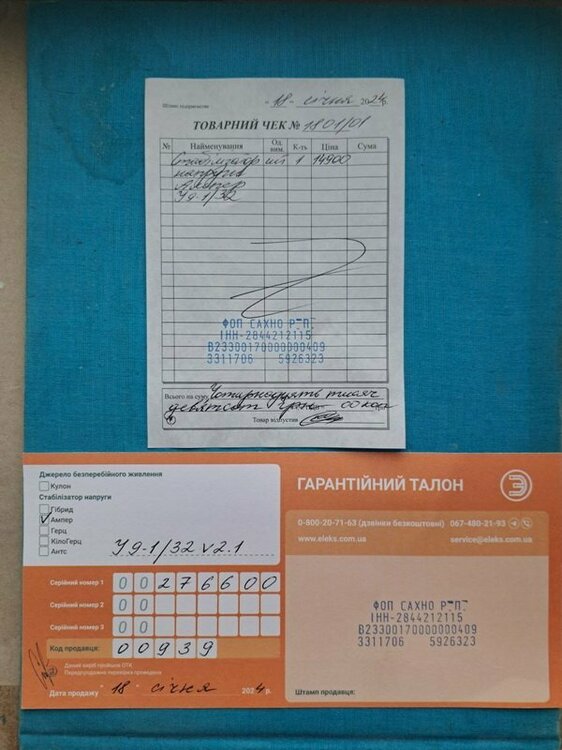 Штамп підприємства
" 18 " січня 2024р.
ТОВАРНИЙ ЧЕК № 1801/01
№ Найменування Од. вим. К-ть Ціна Сума
Стабілізатор шт 1 14900
напруги
Ампер
У 9-1/32
ФОП САХНО Р.П.
ІНН-2844212115
В23300170000000409
3311706 5926323
Всього на суму Чотирнадцять тисяч
дев'ятсот грн 00 коп
Товар відпустив
Джерело безперебійного живлення
Кулон
Стабілізатор напруги
Гібрид
Ампер
Герц
КілоГерц
Антс
У 9-1/32 v2.1
Серійний номер 1 0 0 2 7 6 6 0 0
Серійний номер 2 0 0
Серійний номер 3 0 0
Код продавця: 0 0 9 3 9
Даний виріб пройшов ОТК
Передпродажна перевірка проведена
Дата продажу " 18 " січня 2024 р.
ГАРАНТІЙНИЙ ТАЛОН
0-800-20-71-63 (дзвінки безкоштовні) 067-480-21-93
www.eleks.com.ua service@eleks.com.ua
ФОП САХНО Р.П.
ІНН-2844212115
В23300170000000409
3311706 5926323
Штамп продавця: